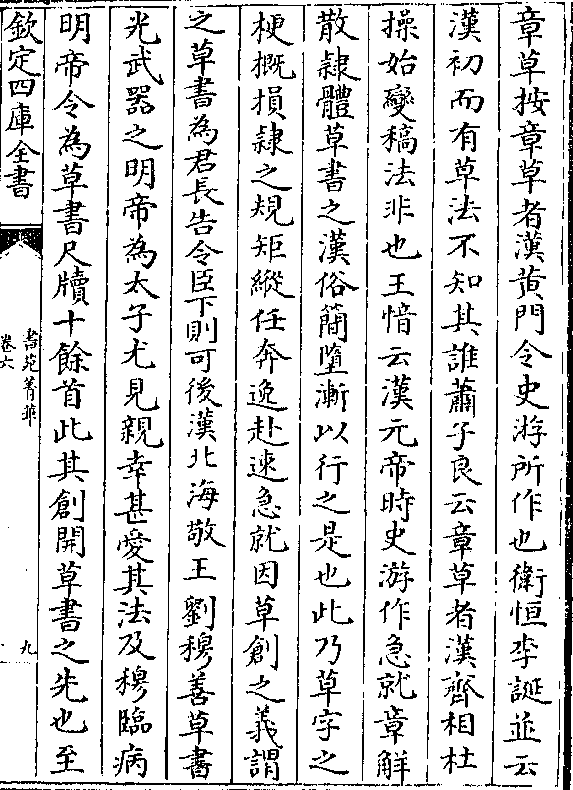 章草按章草者漢黄門令史游所作也衛恒李誕並云
漢初而有草法不知其誰蕭子良云章草者漢齊相杜
操始變稿法非也王愔云漢元帝時史游作急就章解
散隸體草書之漢俗簡墮漸以行之是也此乃草字之
梗概損隸之規矩縱任奔逸赴速急就因草創之義謂
之草書為君長告令臣下則可後漢北海敬王劉穆善草書
光武器之明帝為太子尤見親幸甚愛其法及穆臨病
明帝令為草書尺牘十餘首此其創開草書之先也至
欽定四庫全書
書苑菁華
卷六
九